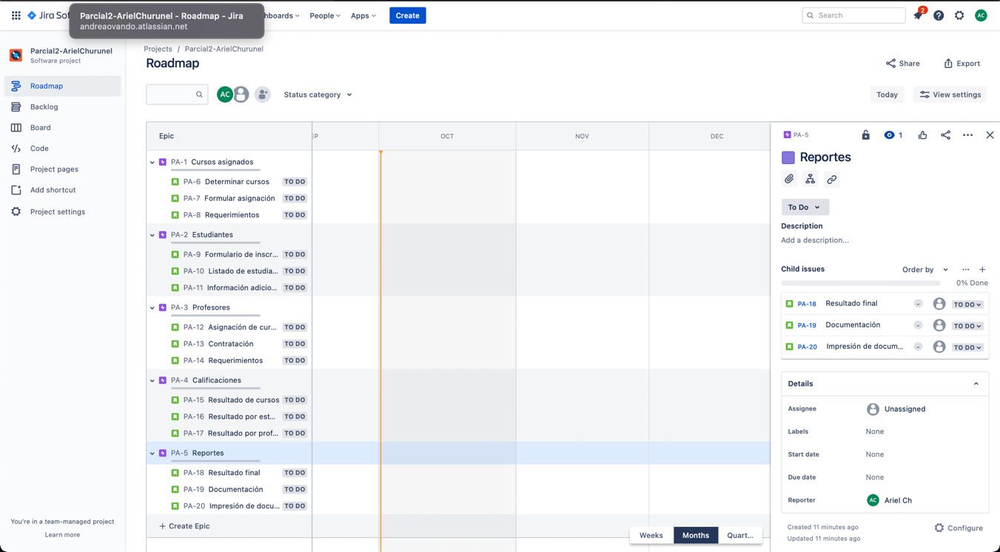 Jira Sof
Parcial2-ArielChurunel - Roadmap - Jira
andreaovando.atlassian.net
hboards
People
Apps
Create
Search
2
AC
Parcial2-ArielChurunel
Software project
Roadmap
Backlog
Board
Code
Project pages
Add shortcut
Project settings
You're in a team-managed project
Learn more
Projects / Parcial2-ArielChurunel
Roadmap
Share
Export
AC
Status category
Today
View settings
Epic
EP
OCT
NOV
DEC
PA-1 Cursos asignados
PA-6 Determinar cursos TO DO
PA-7 Formular asignación TO DO
PA-8 Requerimientos TO DO
PA-2 Estudiantes
PA-9 Formulario de inscr... TO DO
PA-10 Listado de estudia... TO DO
PA-11 Información adicio... TO DO
PA-3 Profesores
PA-12 Asignación de cur... TO DO
PA-13 Contratación TO DO
PA-14 Requerimientos TO DO
PA-4 Calificaciones
PA-15 Resultado de cursos TO DO
PA-16 Resultado por est... TO DO
PA-17 Resultado por prof... TO DO
PA-5 Reportes
PA-18 Resultado final TO DO
PA-19 Documentación TO DO
PA-20 Impresión de docu... TO DO
+ Create Epic
Weeks
Months
Quart...
PA-5
1
Reportes
To Do
Description
Add a description...
Child issues
Order by
0% Done
PA-18 Resultado final - TO DO
PA-19 Documentación - TO DO
PA-20 Impresión de docum... - TO DO
Details
Assignee Unassigned
Labels None
Start date None
Due date None
Reporter AC Ariel Ch
Created 11 minutes ago
Updated 11 minutes ago
Configure